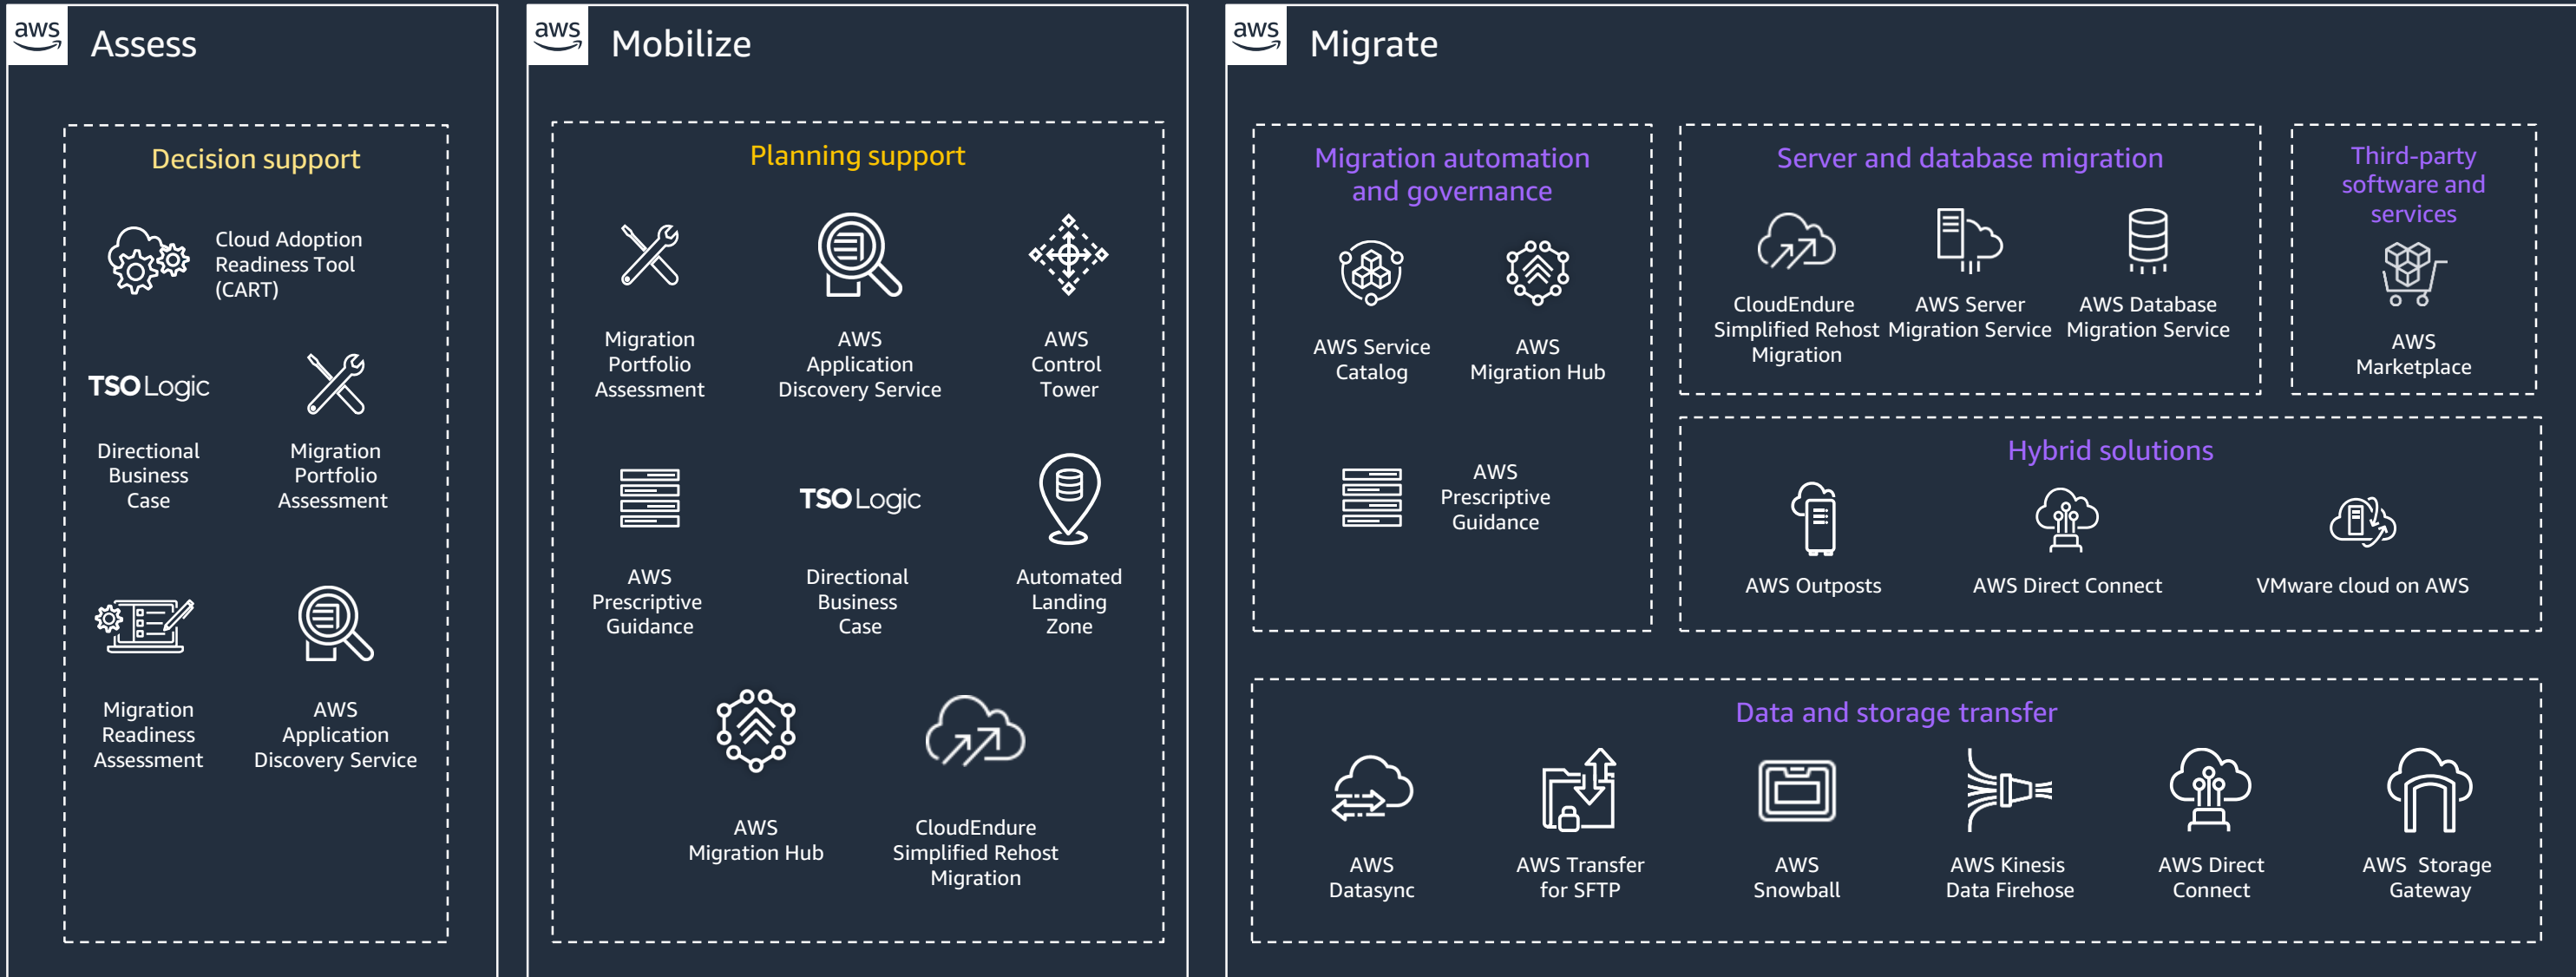 aws
Assess
Decision support
Cloud Adoption
Readiness Tool
(CART)
TSO Logic
Directional
Business
Case
Migration
Portfolio
Assessment
Migration
Readiness
Assessment
AWS
Application
Discovery Service
aws
Mobilize
Planning support
Migration
Portfolio
Assessment
AWS
Application
Discovery Service
AWS
Control
Tower
AWS
Prescriptive
Guidance
TSO Logic
Directional
Business
Case
Automated
Landing
Zone
AWS
Migration Hub
CloudEndure
Simplified Rehost
Migration
aws
Migrate
Migration automation
and governance
AWS Service
Catalog
AWS
Migration Hub
AWS
Prescriptive
Guidance
Server and database migration
CloudEndure
Simplified Rehost
Migration
AWS Server
Migration Service
AWS Database
Migration Service
Third-party
software and
services
AWS
Marketplace
Hybrid solutions
AWS Outposts
AWS Direct Connect
VMware cloud on AWS
Data and storage transfer
AWS
Datasync
AWS Transfer
for SFTP
AWS
Snowball
AWS Kinesis
Data Firehose
AWS Direct
Connect
AWS Storage
Gateway